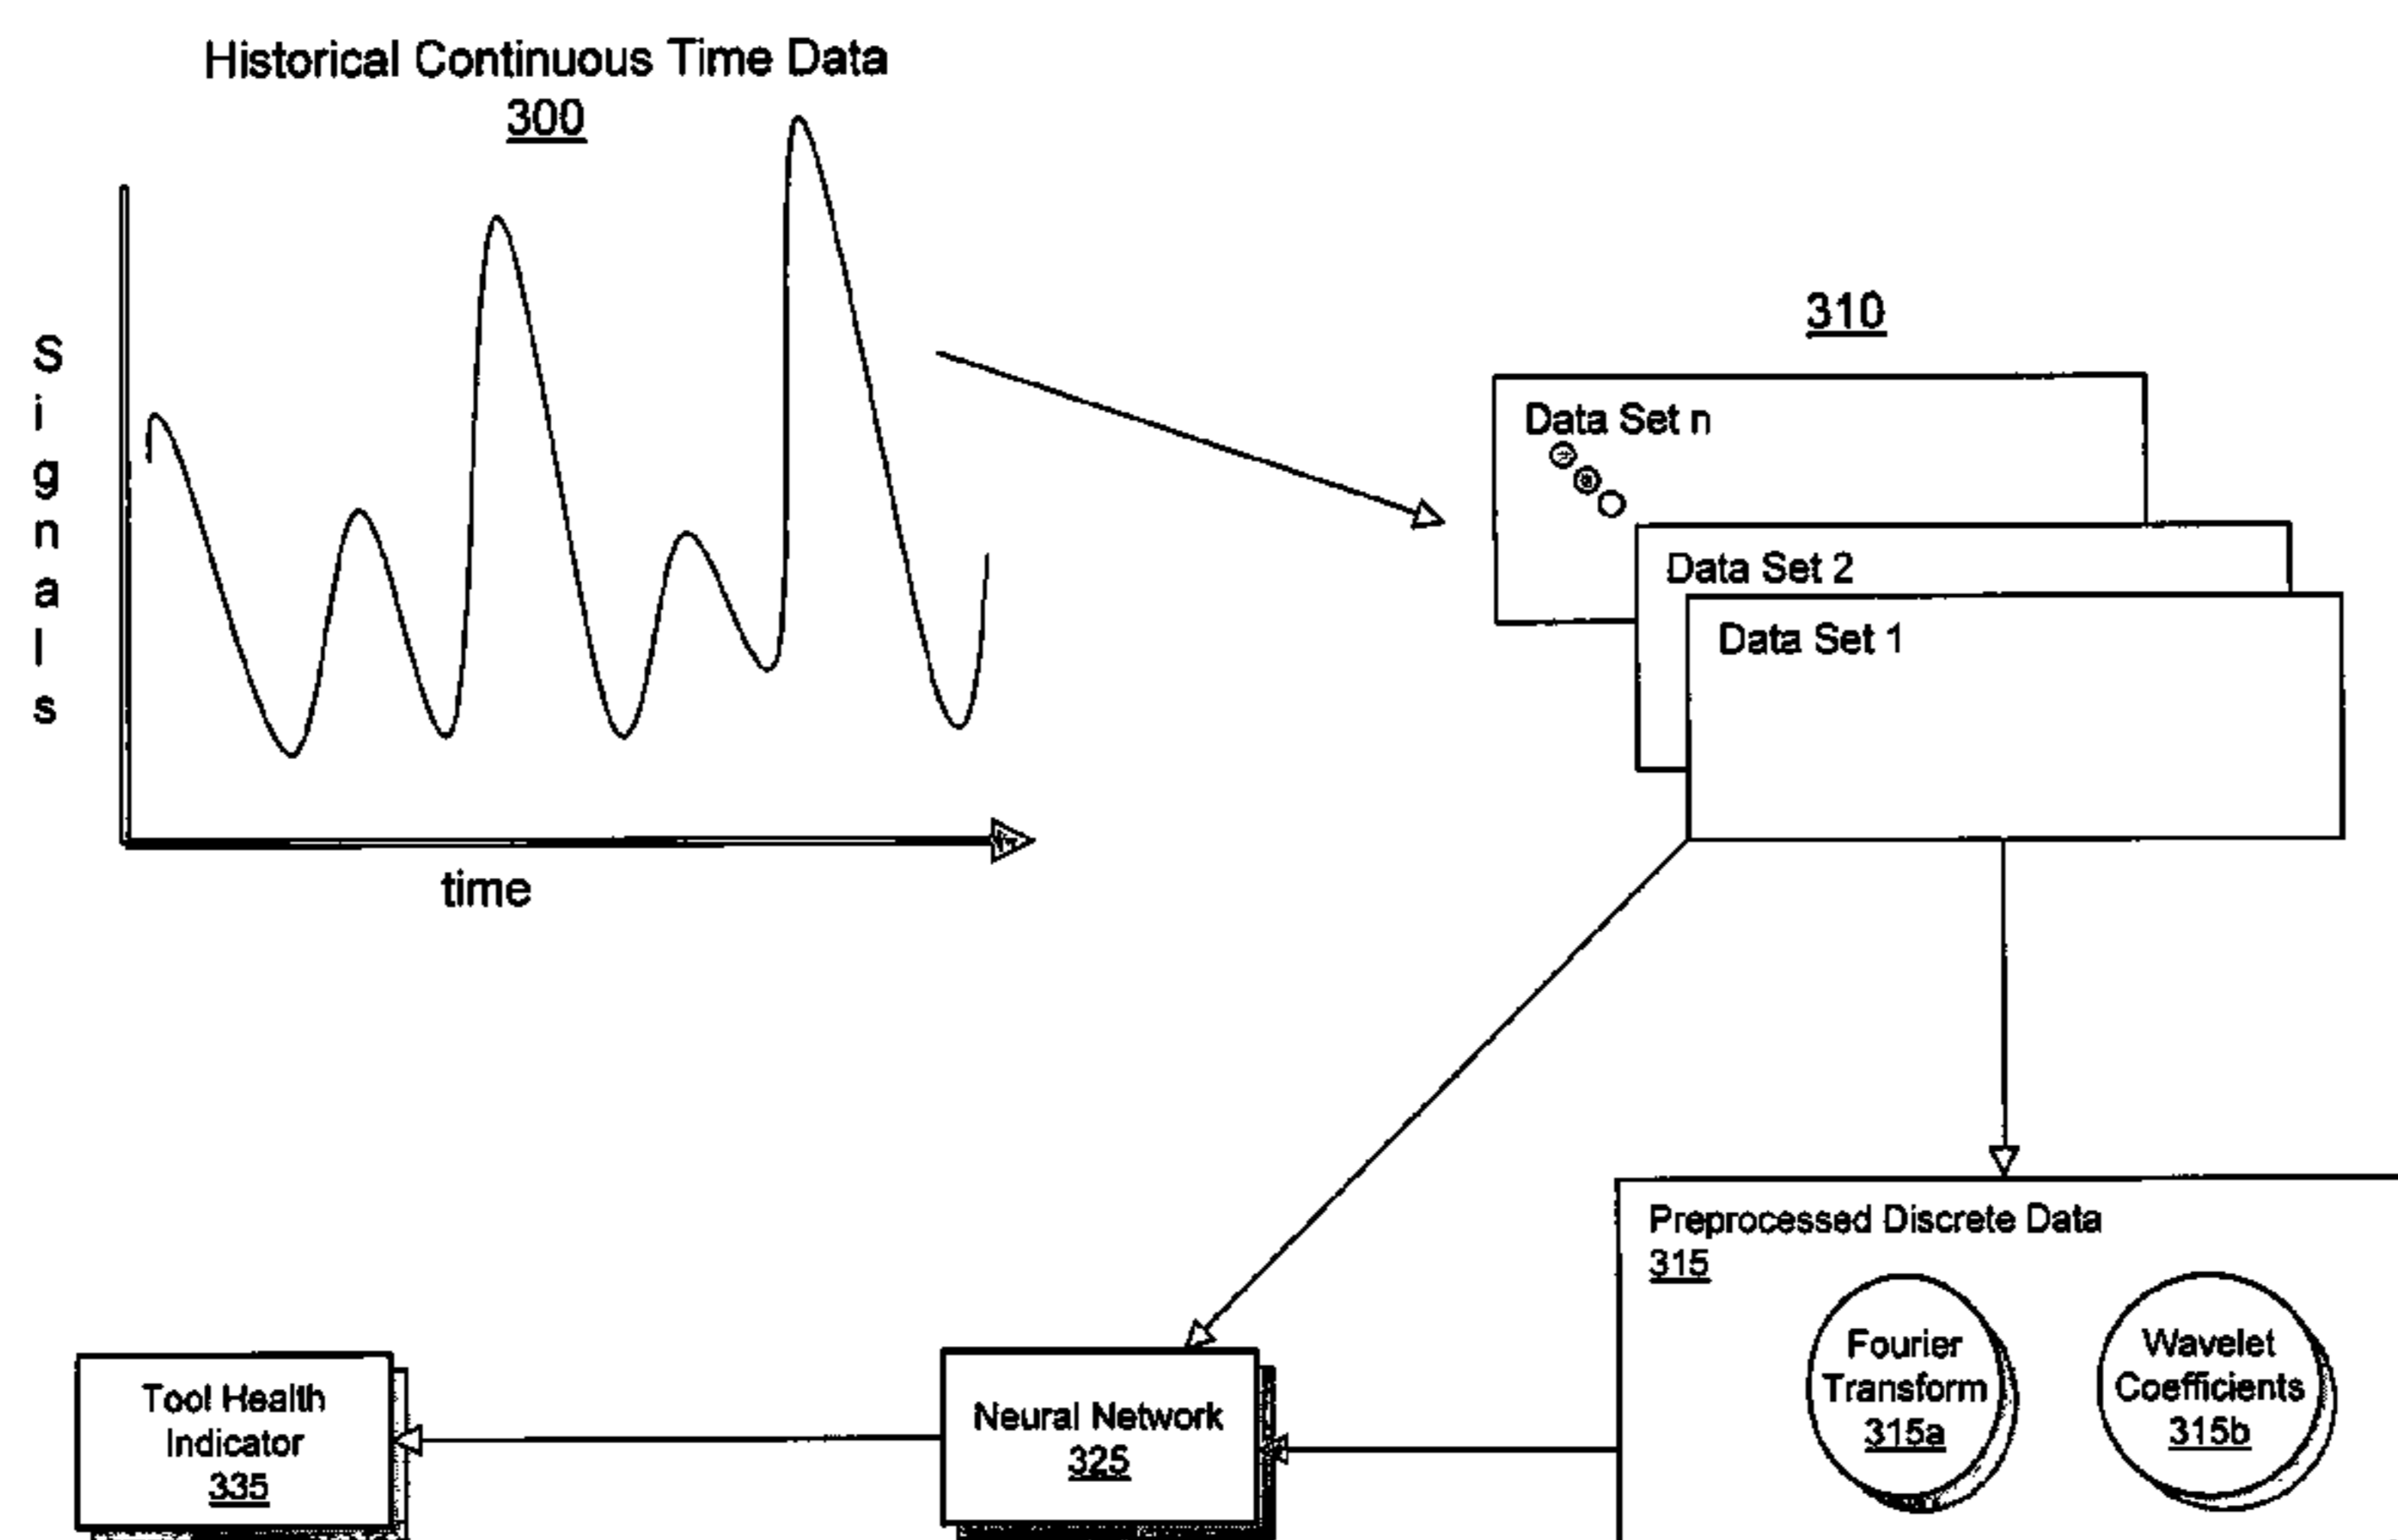 Historical Continuous Time Data
300
Signals
time
310
Data Set n
Data Set 2
Data Set 1
Preprocessed Discrete Data
315
Fourier
Transform
315a
Wavelet
Coefficients
315b
Neural Network
325
Tool Health
Indicator
335